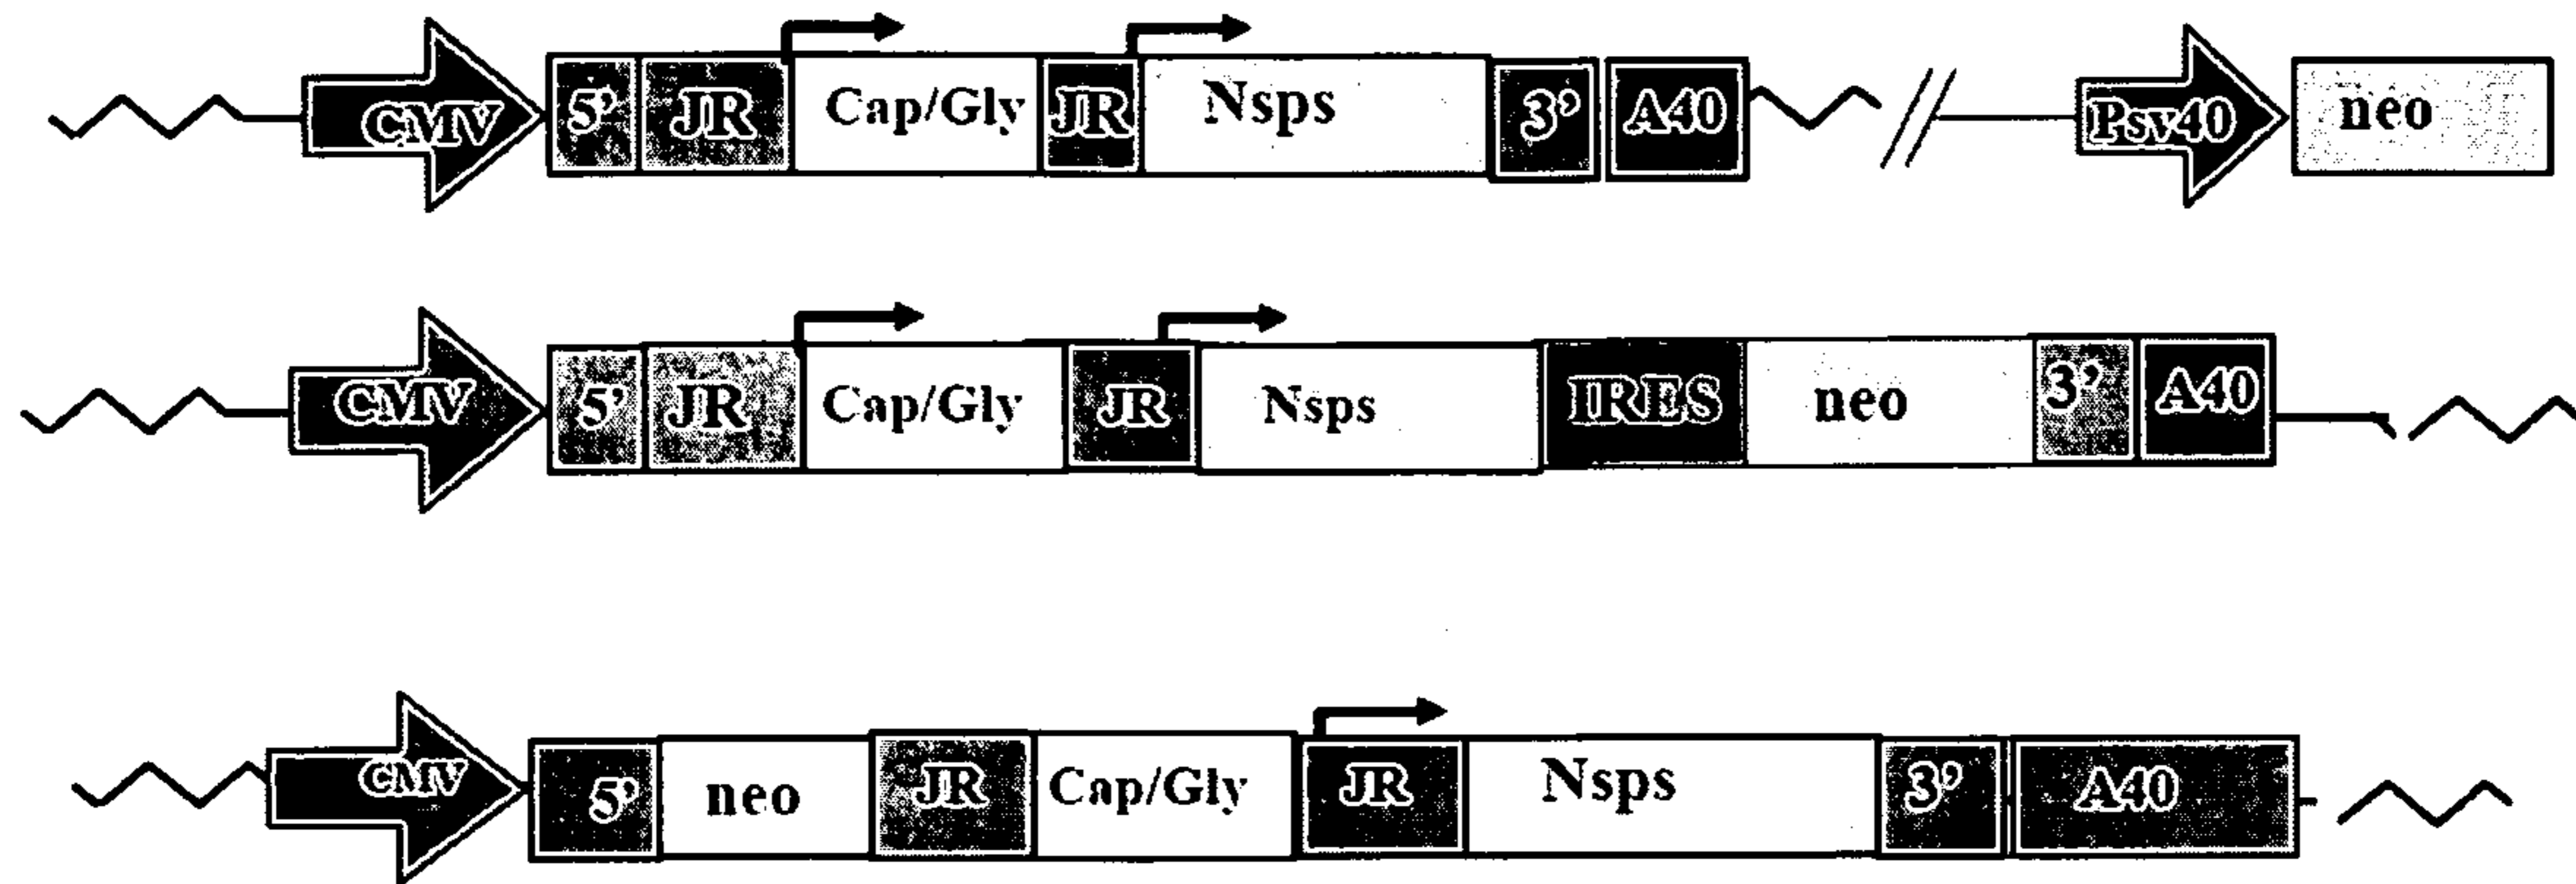 CMV 5' JR Cap/Gly JR Nsps 3' A40 Psv40 neo
CMV 5' JR Cap/Gly JR Nsps IRES neo 3' A40
CMV 5' neo JR Cap/Gly JR Nsps 3' A40